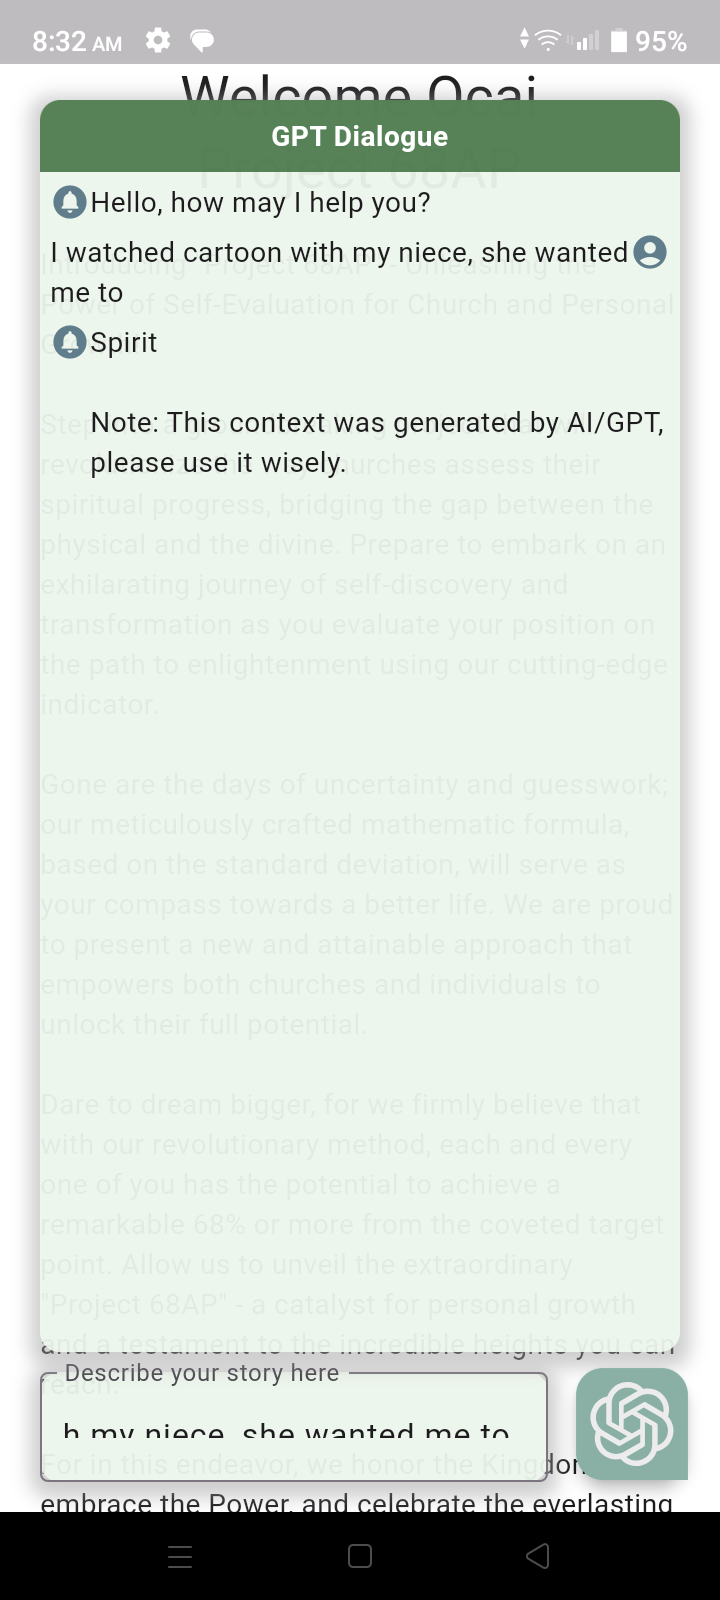 8:32 AM
95%
Welcome Ocai
GPT Dialogue
Project 68AP
Hello, how may I help you?
I watched cartoon with my niece, she wanted
me to
Introducing "Project 68AP" - Unleashing the
Power of Self-Evaluation for Church and Personal
Spirit
Note: This context was generated by AI/GPT,
please use it wisely.
Step
churches assess their
spiritual progress, bridging the gap between the
physical and the divine. Prepare to embark on an
exhilarating journey of self-discovery and
transformation as you evaluate your position on
the path to enlightenment using our cutting-edge
indicator.
Gone are the days of uncertainty and guesswork;
our meticulously crafted mathematic formula,
based on the standard deviation, will serve as
your compass towards a better life. We are proud
to present a new and attainable approach that
empowers both churches and individuals to
unlock their full potential.
Dare to dream bigger, for we firmly believe that
with our revolutionary method, each and every
one of you has the potential to achieve a
remarkable 68% or more from the coveted target
point. Allow us to unveil the extraordinary
"Project 68AP" - a catalyst for personal growth
and a testament to the incredible heights you can
reach.
Describe your story here
h my niece, she wanted me to
For in this endeavor, we honor the Kingdom
embrace the Power, and celebrate the everlasting